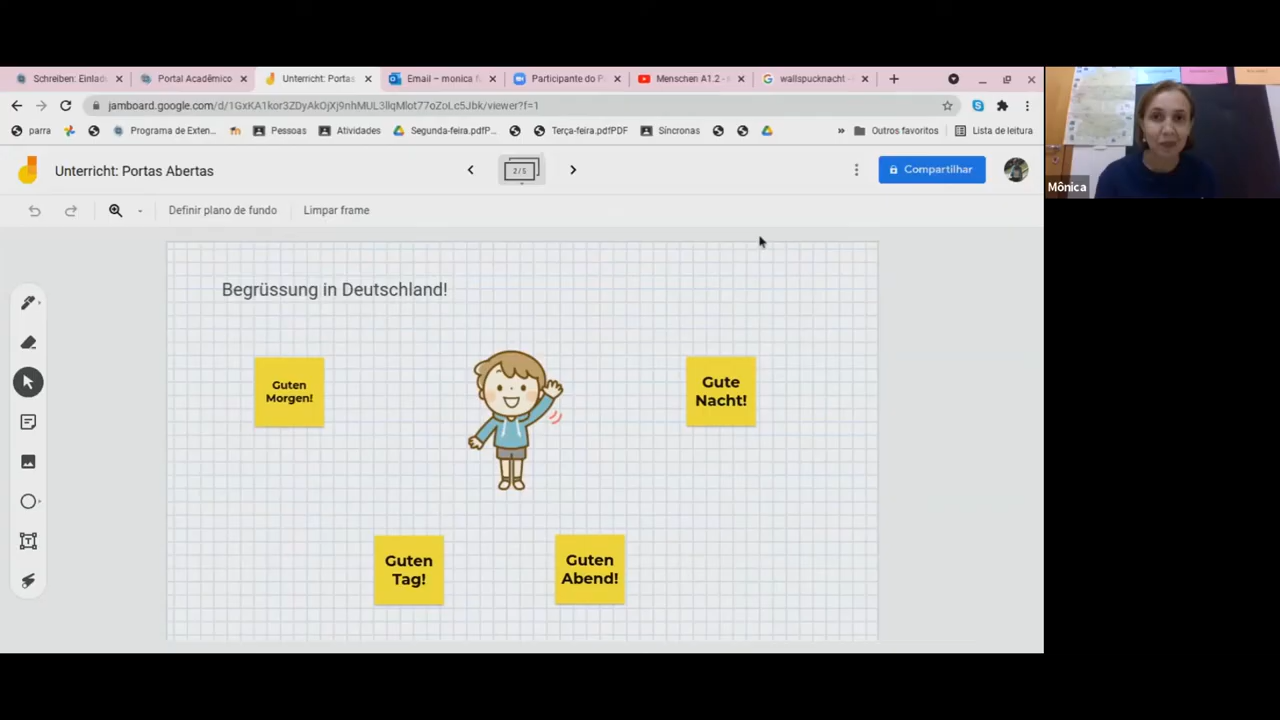 Schreiben: Einladu
Portal Acadêmico
Unterricht: Portas
Email – monica f
Participante do P
Menschen A1.2 -
wallspucknacht -
jamboard.google.com/d/
/viewer?f=1
parra
Programa de Exten...
Pessoas
Atividades
Segunda-feira.pdfP...
Terça-feira.pdfPDF
Síncronas
»
Outros favoritos
Lista de leitura
Unterricht: Portas Abertas
2/5
Compartilhar
Mônica
Definir plano de fundo
Limpar frame
Begrüssung in Deutschland!
Guten
Morgen!
Gute
Nacht!
Guten
Tag!
Guten
Abend!